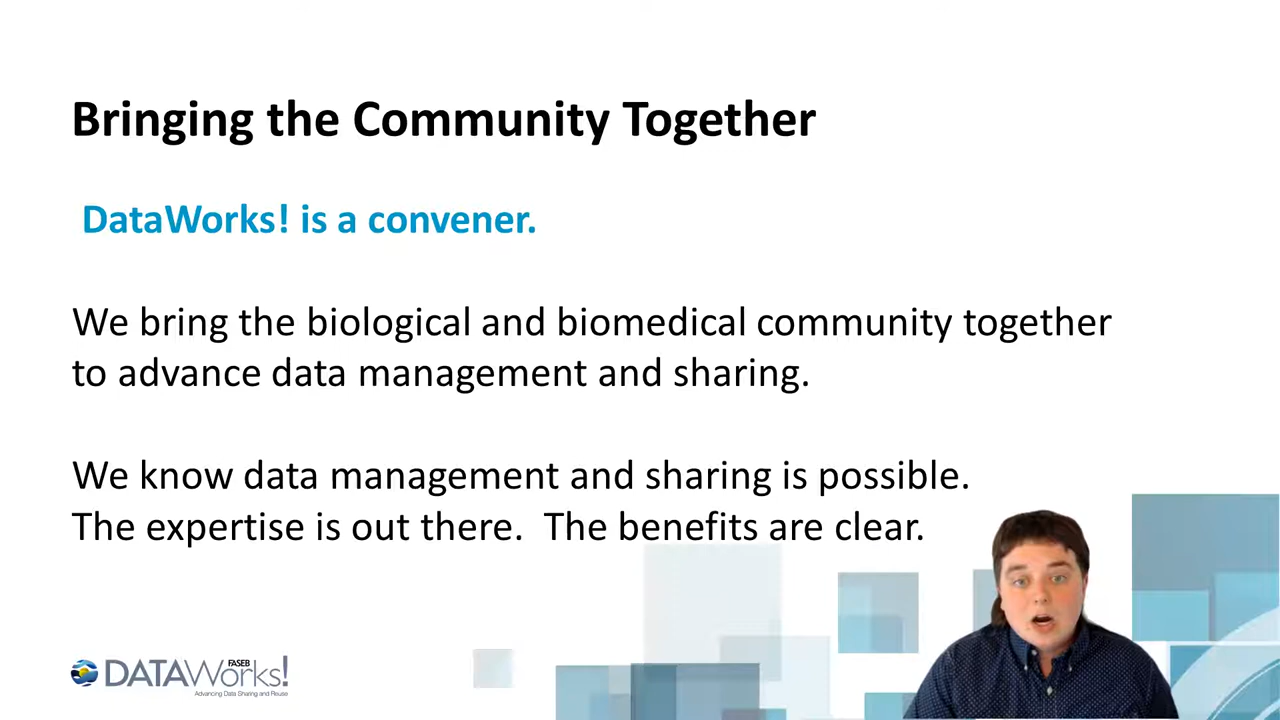 Bringing the Community Together
DataWorks! is a convener.
We bring the biological and biomedical community together
to advance data management and sharing.
We know data management and sharing is possible.
The expertise is out there.  The benefits are clear.
FASEB
DATAWorks!
Advancing Data Sharing and Reuse